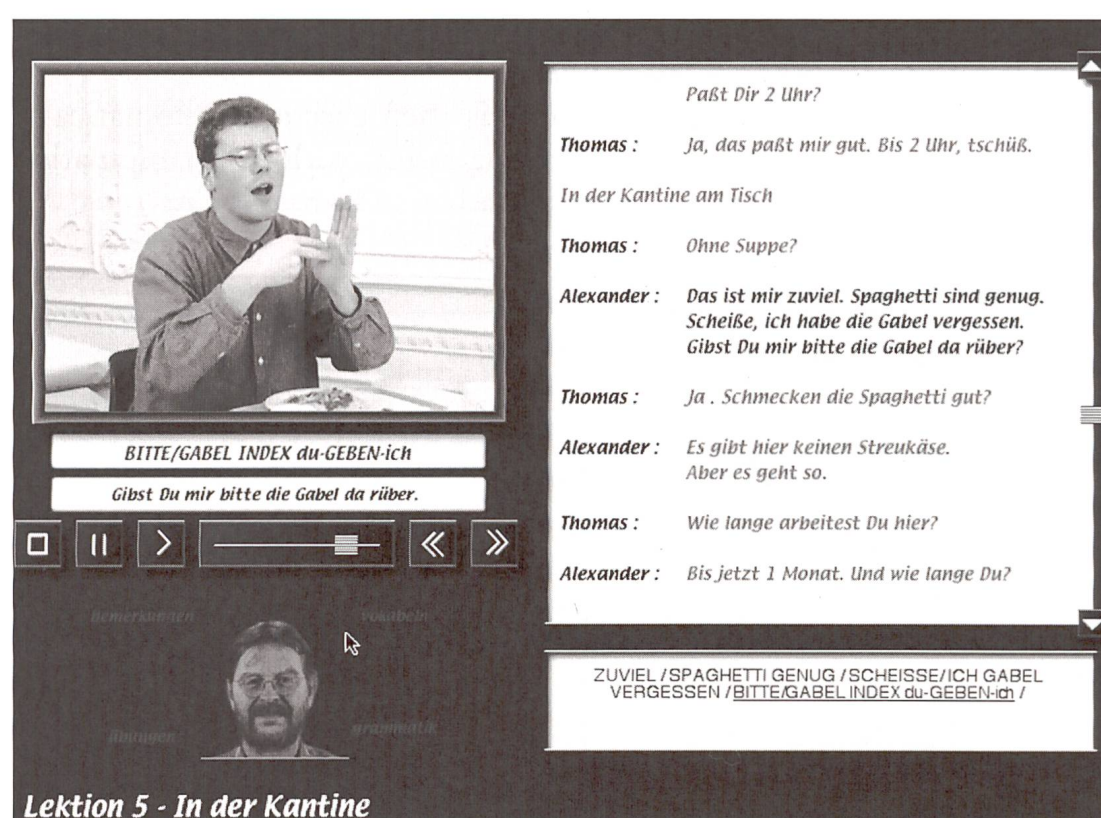 BITTE/GABEL INDEX du-GEBEN-ich
Gibst Du mir bitte die Gabel da rüber.
Bemerkungen
vokabeln
übungen
grammatik
Lektion 5 - In der Kantine
Paßt Dir 2 Uhr?
Thomas : Ja, das paßt mir gut. Bis 2 Uhr, tschüß.
In der Kantine am Tisch
Thomas : Ohne Suppe?
Alexander : Das ist mir zuviel. Spaghetti sind genug.
Scheiße, ich habe die Gabel vergessen.
Gibst Du mir bitte die Gabel da rüber?
Thomas : Ja . Schmecken die Spaghetti gut?
Alexander : Es gibt hier keinen Streukäse.
Aber es geht so.
Thomas : Wie lange arbeitest Du hier?
Alexander : Bis jetzt 1 Monat. Und wie lange Du?
ZUVIEL /SPAGHETTI GENUG /SCHEISSE/ICH GABEL
VERGESSEN /BITTE/GABEL INDEX du-GEBEN-ich /